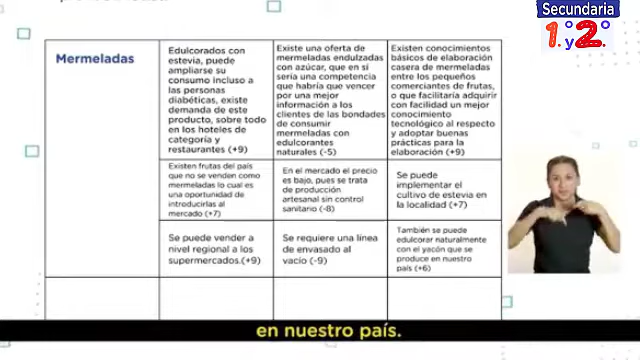 Secundaria
1.° y 2.°
Mermeladas
Edulcorados con
estevia, puede
ampliarse su
consumo incluso a
las personas
diabéticas, existe
demanda de este
producto, sobre todo
en los hoteles de
categoría y
restaurantes (+9)
Existe una oferta de
mermeladas endulzadas
con azúcar, que en sí
sería una competencia
que habría que vencer
por una mejor
información a los
clientes de las bondades
de consumir
mermeladas con
edulcorantes
naturales (-5)
Existen conocimientos
básicos de elaboración
casera de mermeladas
entre los pequeños
comerciantes de frutas,
o que facilitaría adquirir
con facilidad un mejor
conocimiento
tecnológico al respecto
y adoptar buenas
prácticas para la
elaboración (+9)
Existen frutas del país
que no se venden como
mermeladas lo cual es
una oportunidad de
introducirlas al
mercado (+7)
En el mercado el precio
es bajo, pues se trata
de producción
artesanal sin control
sanitario (-8)
Se puede
implementar el
cultivo de estevia en
la localidad (+7)
Se puede vender a
nivel regional a los
supermercados.(+9)
Se requiere una línea
de envasado al
vacío (-9)
También se puede
edulcorar naturalmente
con el yacón que se
produce en nuestro
país (+6)
en nuestro país.